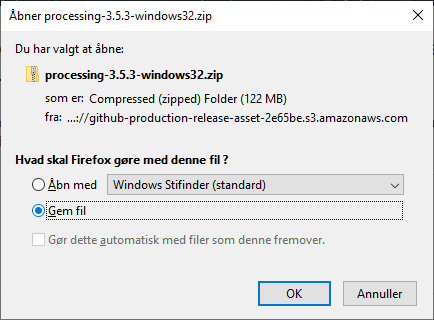 Åbner processing-3.5.3-windows32.zip
Du har valgt at åbne:
processing-3.5.3-windows32.zip
som er: Compressed (zipped) Folder (122 MB)
fra: ...://github-production-release-asset-2e65be.s3.amazonaws.com
Hvad skal Firefox gøre med denne fil ?
Åbn med Windows Stifinder (standard)
Gem fil
Gør dette automatisk med filer som denne fremover.
OK Annuller